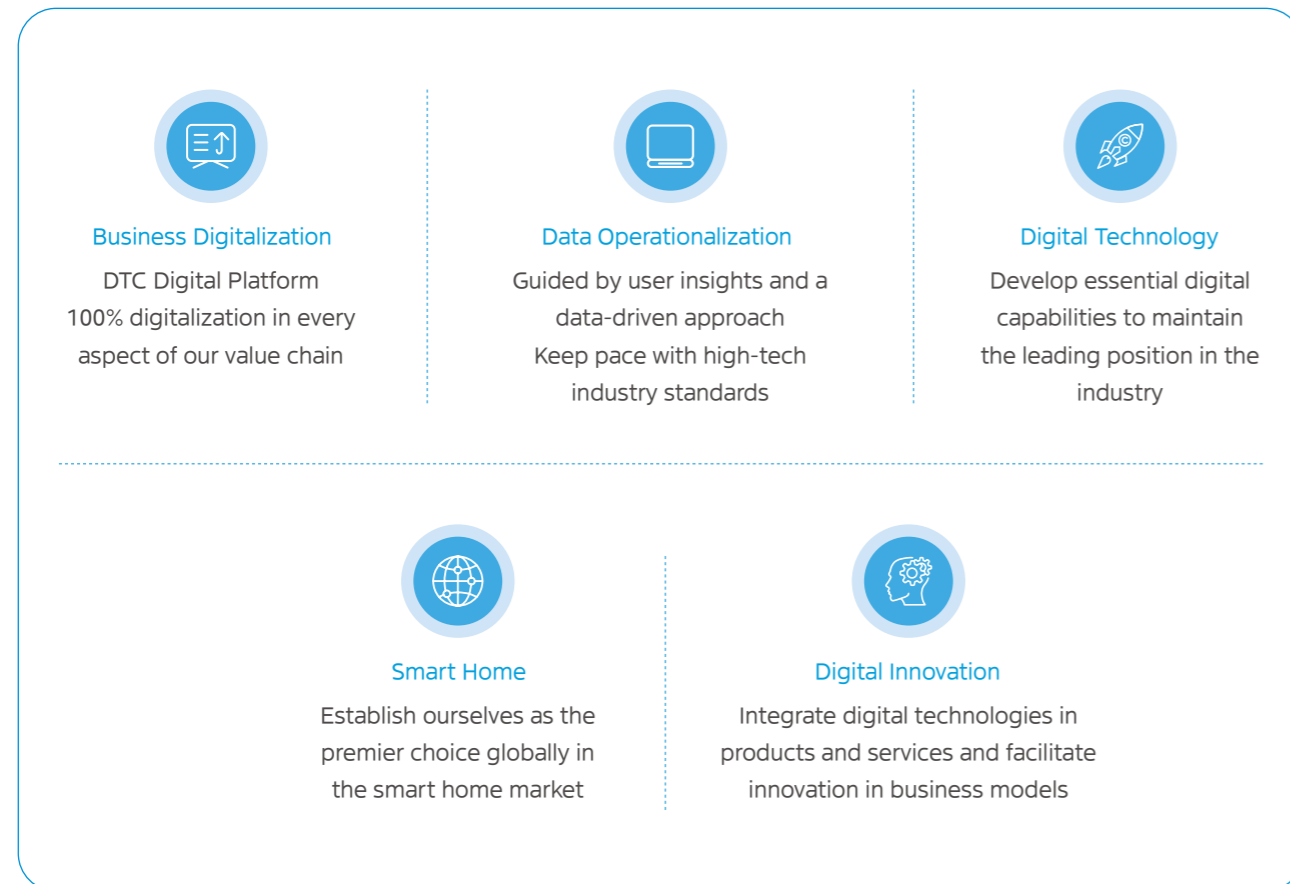 Business Digitalization
DTC Digital Platform
100% digitalization in every
aspect of our value chain
Data Operationalization
Guided by user insights and a
data-driven approach
Keep pace with high-tech
industry standards
©
Digital Technology
Develop essential digital
capabilities to maintain
the leading position in the
industry
Smart Home
Establish ourselves as the
premier choice globally in
the smart home market
Digital Innovation
Integrate digital technologies in
products and services and facilitate
innovation in business models